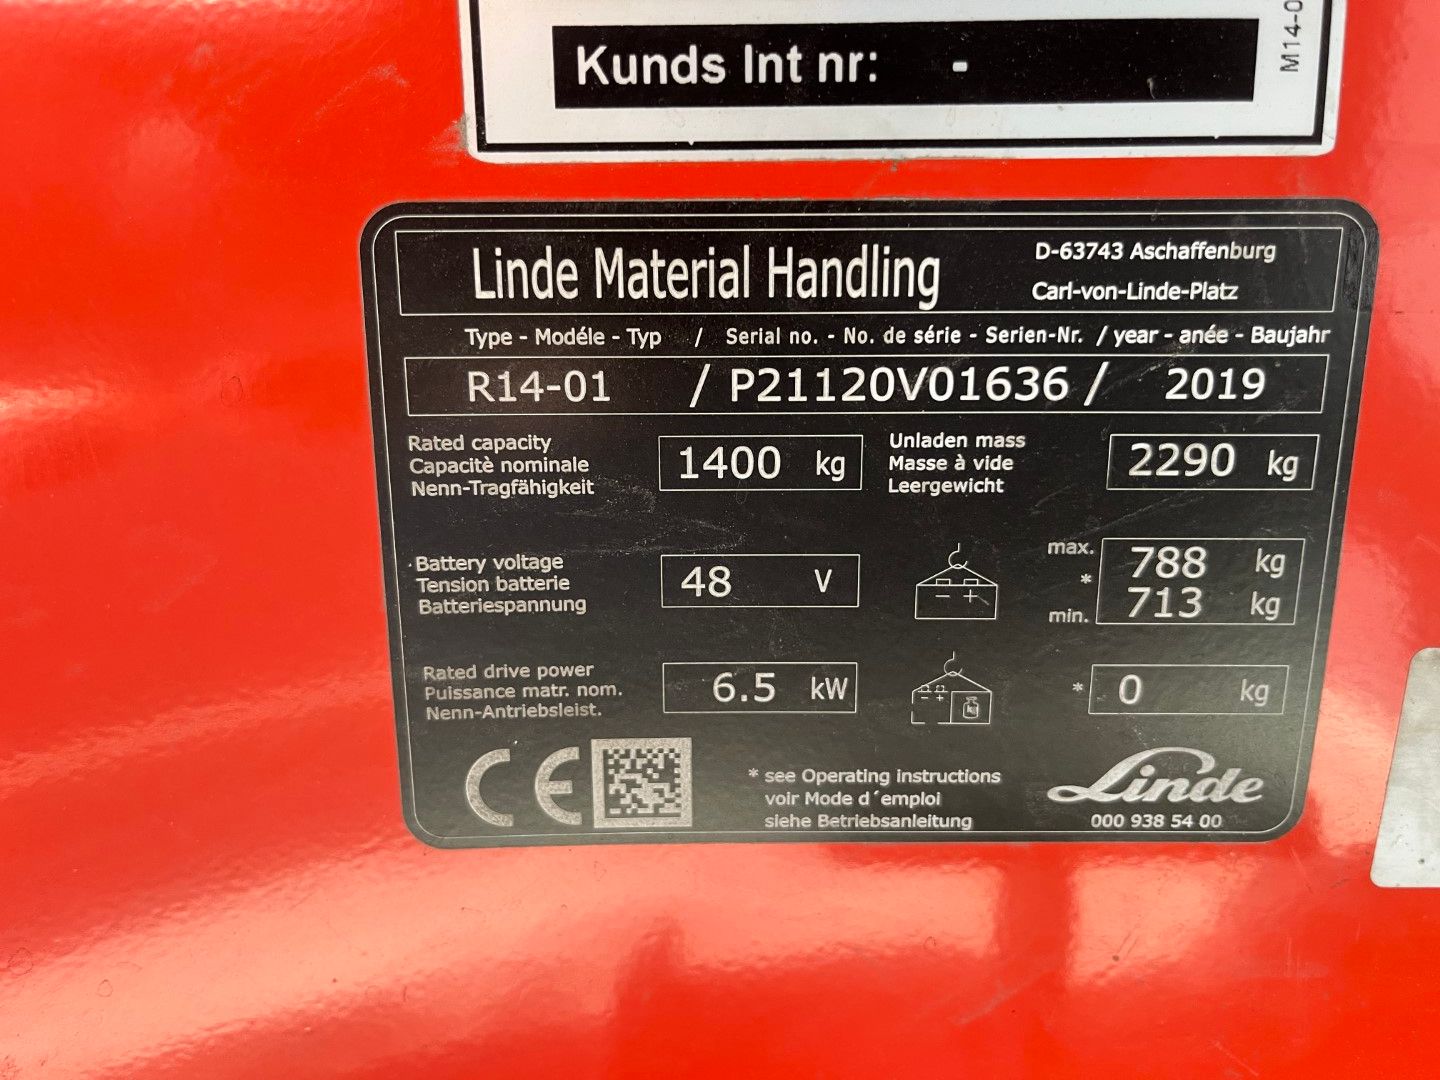 Kunds Int nr: -
M14-0
Linde Material Handling
D-63743 Aschaffenburg
Carl-von-Linde-Platz
Type - Modéle - Typ / Serial no. - No. de série - Serien-Nr. / year - anée - Baujahr
R14-01 / P21120V01636 / 2019
Rated capacity
Capacitè nominale
Nenn-Tragfähigkeit
1400 kg
Unladen mass
Masse à vide
Leergewicht
2290 kg
Battery voltage
Tension batterie
Batteriespannung
48 V
- +
max.
*
min.
788 kg
713 kg
Rated drive power
Puissance matr. nom.
Nenn-Antriebsleist.
6.5 kW
- +
kg
* 0 kg
CE
* see Operating instructions
voir Mode d´emploi
siehe Betriebsanleitung
Linde
000 938 54 00